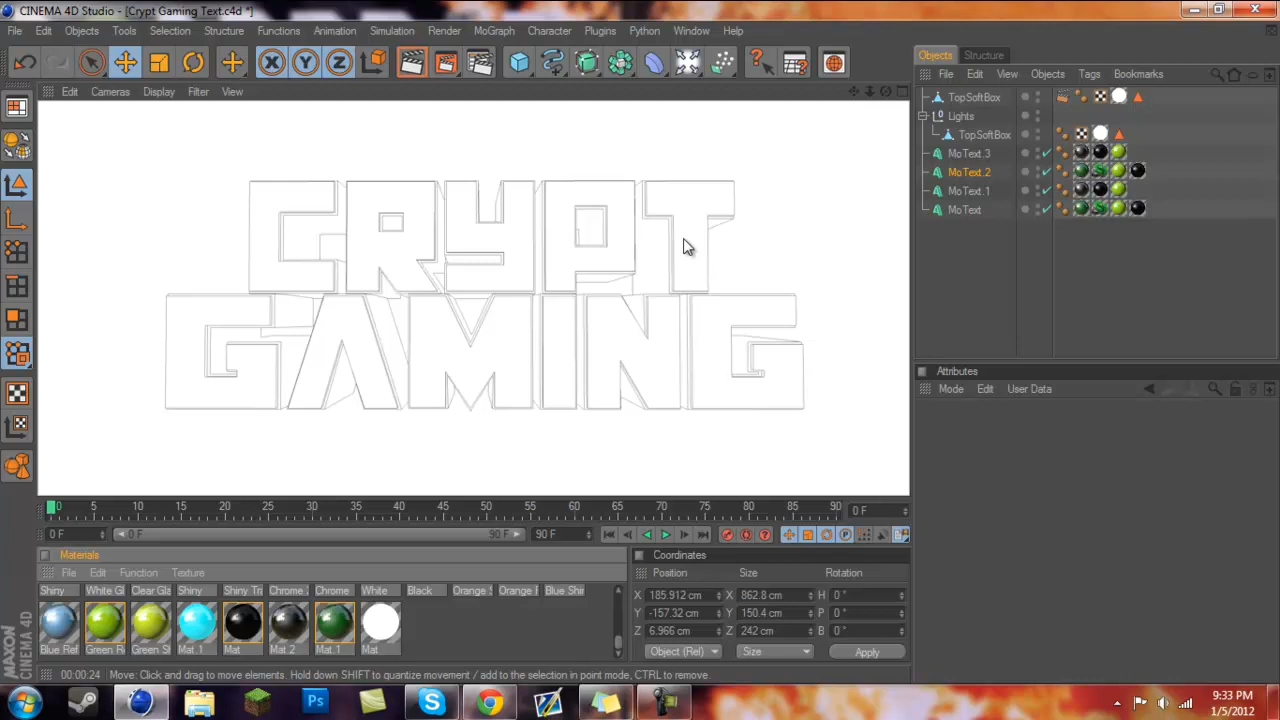 CINEMA 4D Studio - [Crypt Gaming Text.c4d *]
File Edit Objects Tools Selection Structure Functions Animation Simulation Render MoGraph Character Plugins Python Window Help
X Y Z
Objects Structure
File Edit View Objects Tags Bookmarks
Edit Cameras Display Filter View
TopSoftBox
Lights
TopSoftBox
MoText.3
MoText.2
MoText.1
MoText
CRYPT
GAMING
Attributes
Mode Edit User Data
0 5 10 15 20 25 30 35 40 45 50 55 60 65 70 75 80 85 90 0 F
0 F 0 F 90 F 90 F
Materials
File Edit Function Texture
Shiny White Gl Clear Gla Shiny Shiny Tra Chrome Chrome White Black Orange Orange Blue Shir
Blue Ref Green Re Green S Mat.1 Mat Mat.2 Mat.1 Mat
Coordinates
Position Size Rotation
X 185.912 cm X 862.8 cm H 0 °
Y -157.32 cm Y 150.4 cm P 0 °
Z 6.966 cm Z 242 cm B 0 °
Object (Rel) Size Apply
MAXON
CINEMA 4D
00:00:24 Move: Click and drag to move elements. Hold down SHIFT to quantize movement / add to the selection in point mode, CTRL to remove.
Ps
9:33 PM
1/5/2012